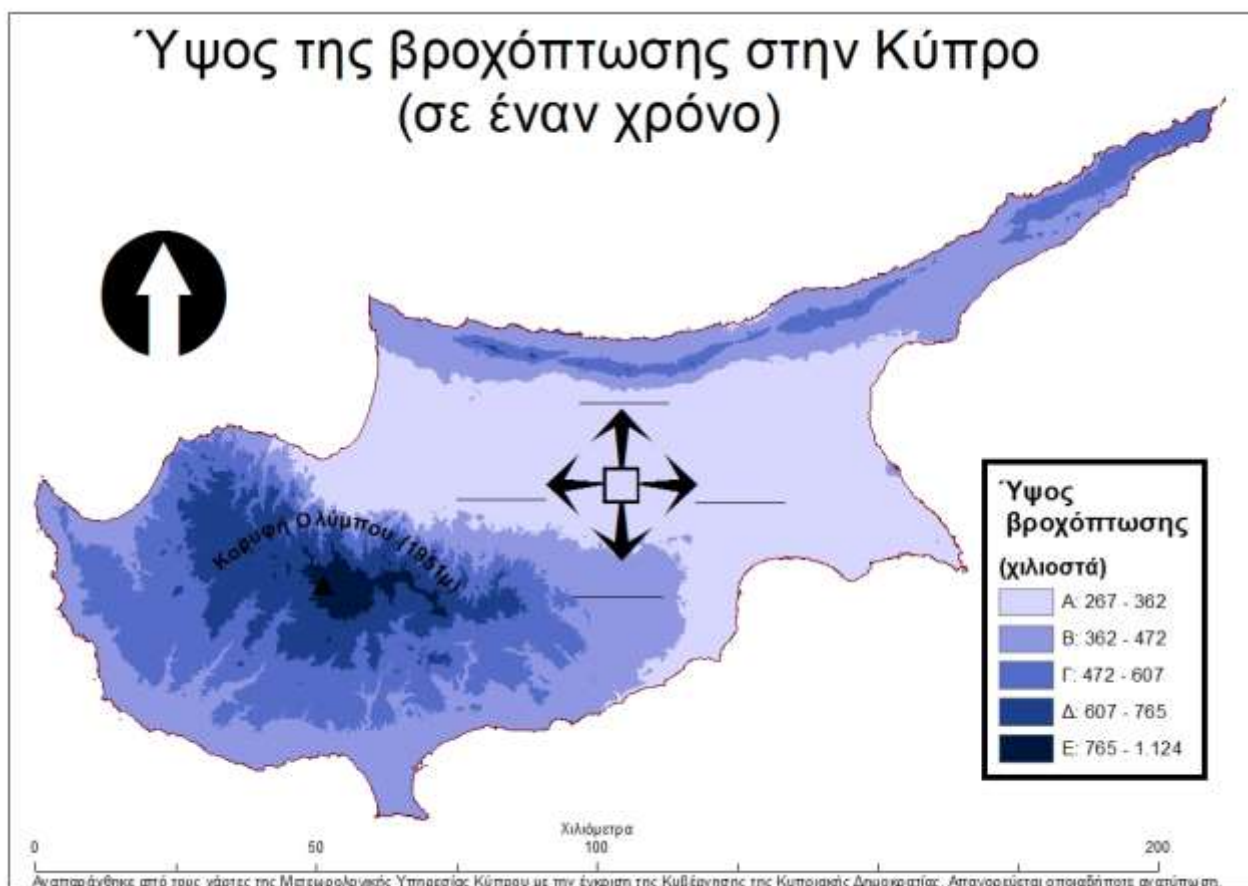 Ύψος της βροχόπτωσης στην Κύπρο
(σε έναν χρόνο)
Κορυφή Ολύμπου (1951μ)
Ύψος
βροχόπτωσης
(χιλιοστά)
Α: 267 - 362
Β: 362 - 472
Γ: 472 - 607
Δ: 607 - 765
Ε: 765 - 1.124
Χιλιόμετρα
0 50 100 200
Αναπαράχθηκε από τους χάρτες της Μετεωρολογικής Υπηρεσίας Κύπρου με την έγκριση της Κυβέρνησης της Κυπριακής Δημοκρατίας. Απαγορεύεται οποιαδήποτε ανατύπωση.